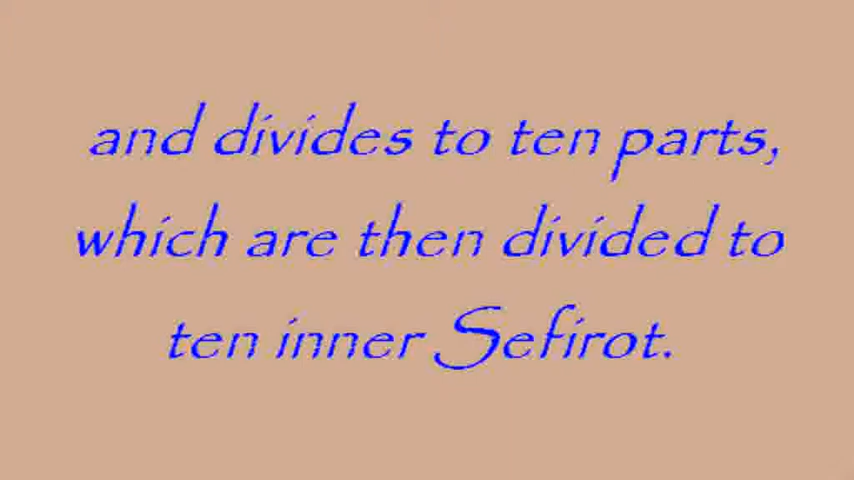 and divides to ten parts,
which are then divided to
ten inner Sefirot.